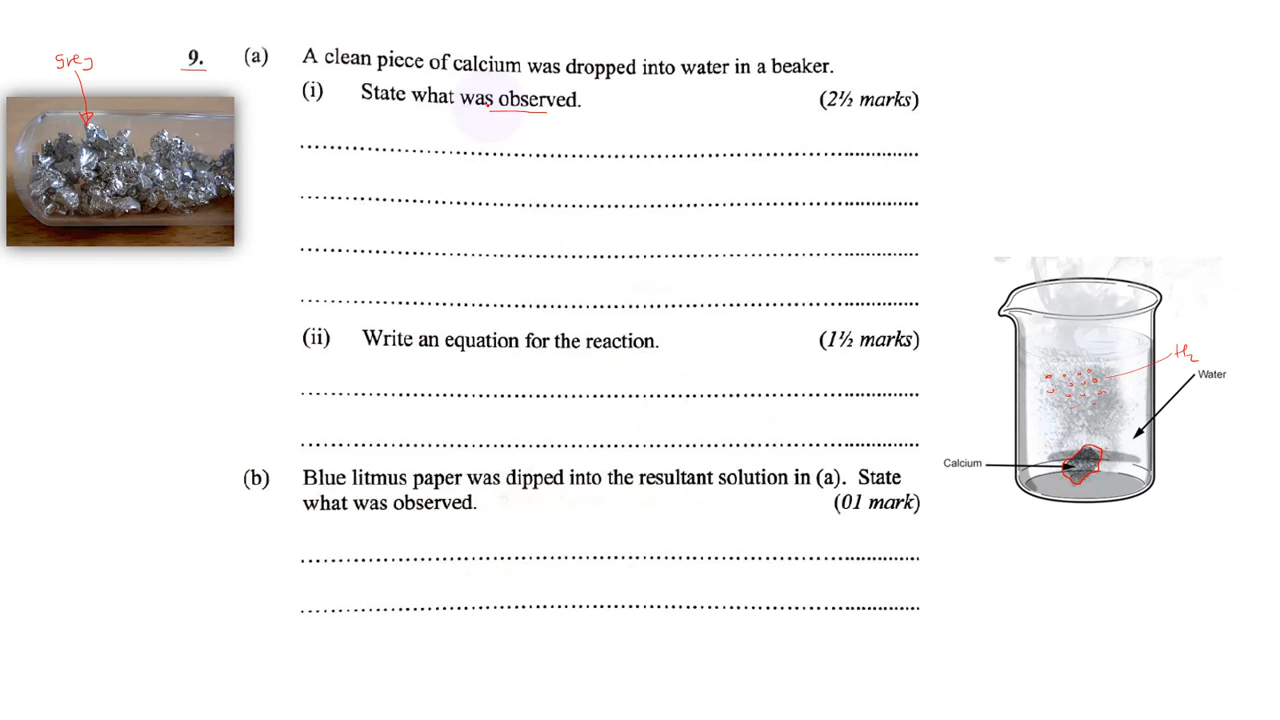 grey
9. (a) A clean piece of calcium was dropped into water in a beaker.
(i) State what was observed. (2½ marks)
(ii) Write an equation for the reaction. (1½ marks)
H₂
Water
Calcium
(b) Blue litmus paper was dipped into the resultant solution in (a). State
what was observed. (01 mark)